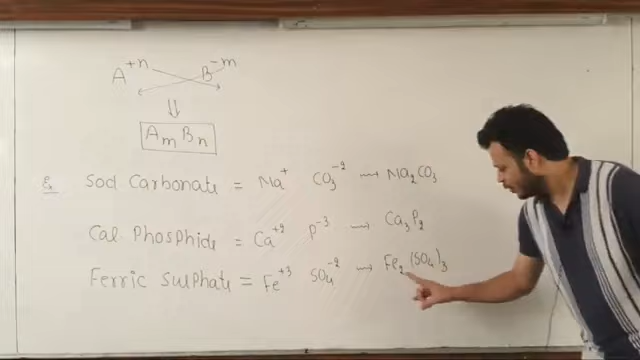 A+n B-m
AmBn
Ex Sod Carbonate = Na+ CO3-2 → Na2CO3
Cal. Phosphide = Ca+2 P-3 → Ca3P2
Ferric Sulphate = Fe+3 SO4-2 → Fe2(SO4)3